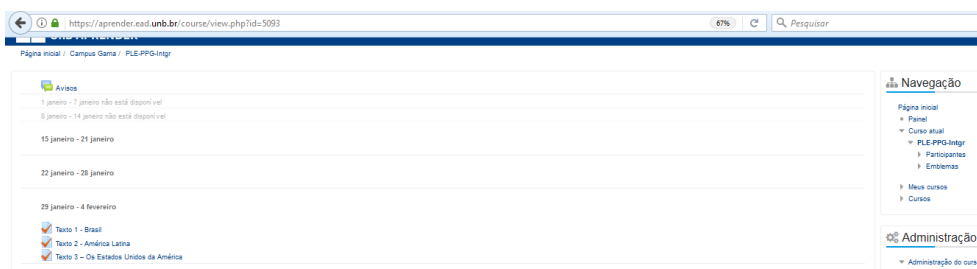 https://aprender.ead.unb.br/course/view.php?id=5093
67%
Pesquisar
Página inicial / Campus Gama / PLE-PPG-Intgr
Avisos
1 janeiro - 7 janeiro não está disponível
8 janeiro - 14 janeiro não está disponível
15 janeiro - 21 janeiro
22 janeiro - 28 janeiro
29 janeiro - 4 fevereiro
Texto 1 - Brasil
Texto 2 - América Latina
Texto 3 – Os Estados Unidos da América
Navegação
Página inicial
Painel
Curso atual
PLE-PPG-Intgr
Participantes
Emblemas
Meus cursos
Cursos
Administração
Administração do curs